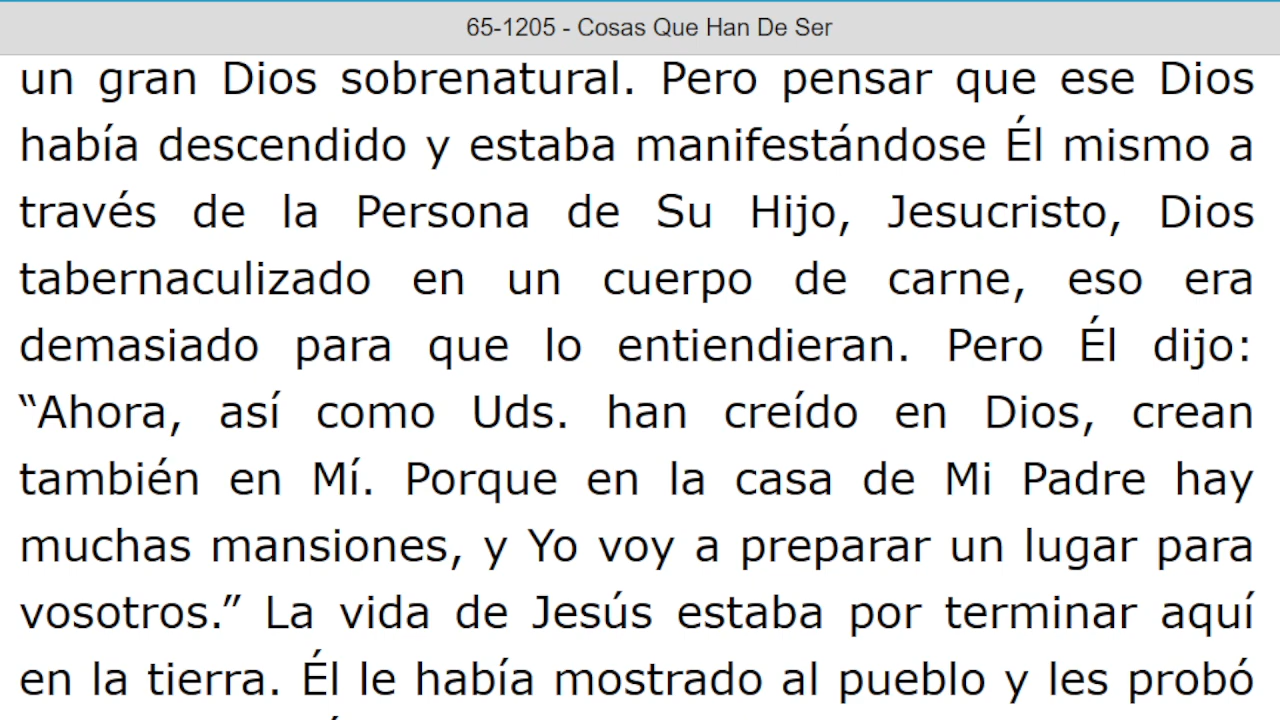 65-1205 - Cosas Que Han De Ser
un gran Dios sobrenatural. Pero pensar que ese Dios
había descendido y estaba manifestándose Él mismo a
través de la Persona de Su Hijo, Jesucristo, Dios
tabernaculizado en un cuerpo de carne, eso era
demasiado para que lo entendieran. Pero Él dijo:
“Ahora, así como Uds. han creído en Dios, crean
también en Mí. Porque en la casa de Mi Padre hay
muchas mansiones, y Yo voy a preparar un lugar para
vosotros.” La vida de Jesús estaba por terminar aquí
en la tierra. Él le había mostrado al pueblo y les probó